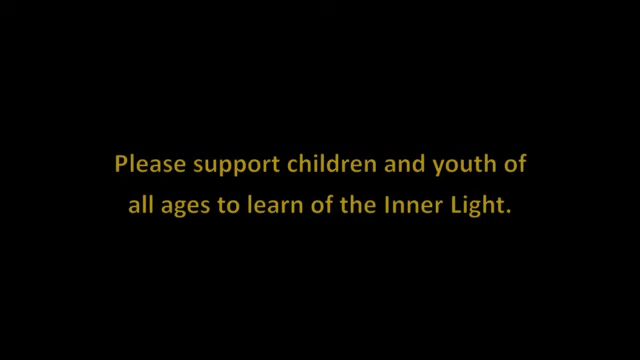 Please support children and youth of
all ages to learn of the Inner Light.